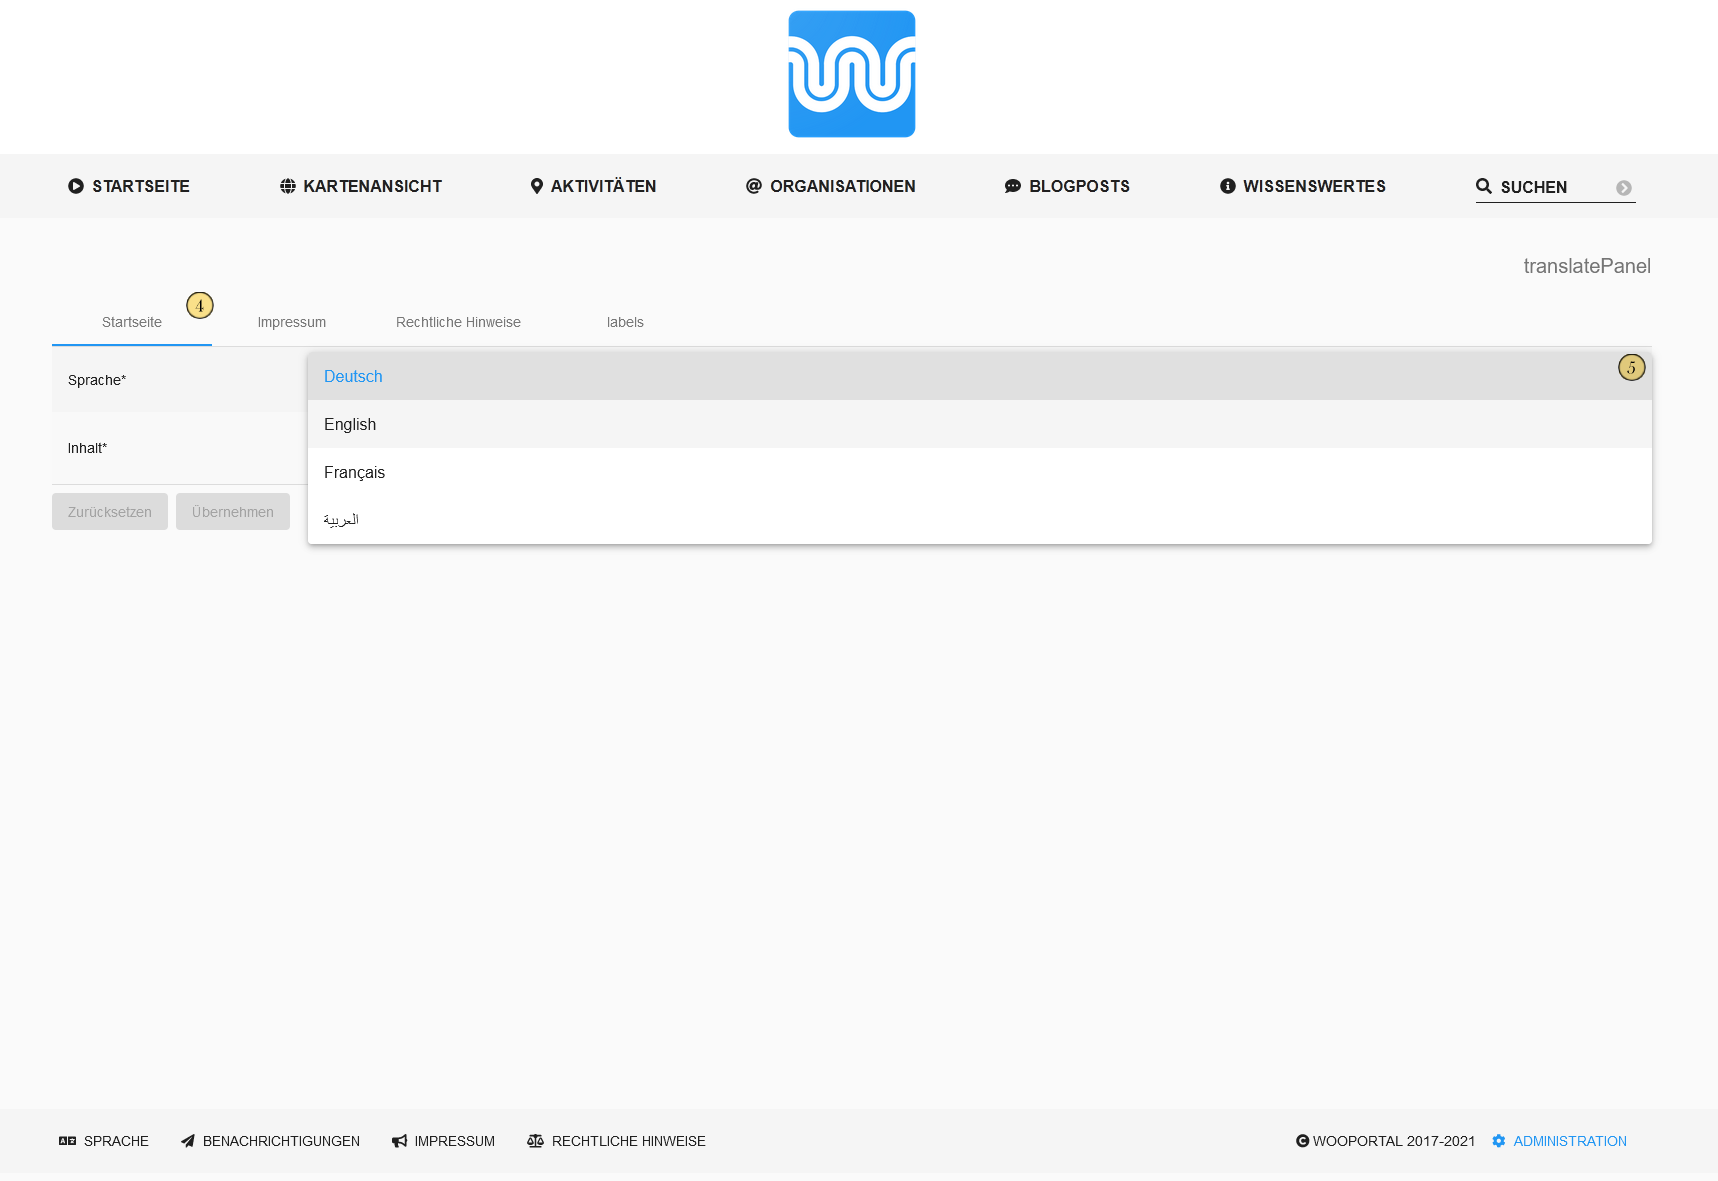 STARTSEITE KARTENANSICHT AKTIVITÄTEN ORGANISATIONEN BLOGPOSTS WISSENSWERTES SUCHEN
translatePanel
4
Startseite Impressum Rechtliche Hinweise labels
5
Sprache* Deutsch
English
Inhalt*
Français
Zurücksetzen Übernehmen العربية
SPRACHE BENACHRICHTIGUNGEN IMPRESSUM RECHTLICHE HINWEISE WOOPORTAL 2017-2021 ADMINISTRATION